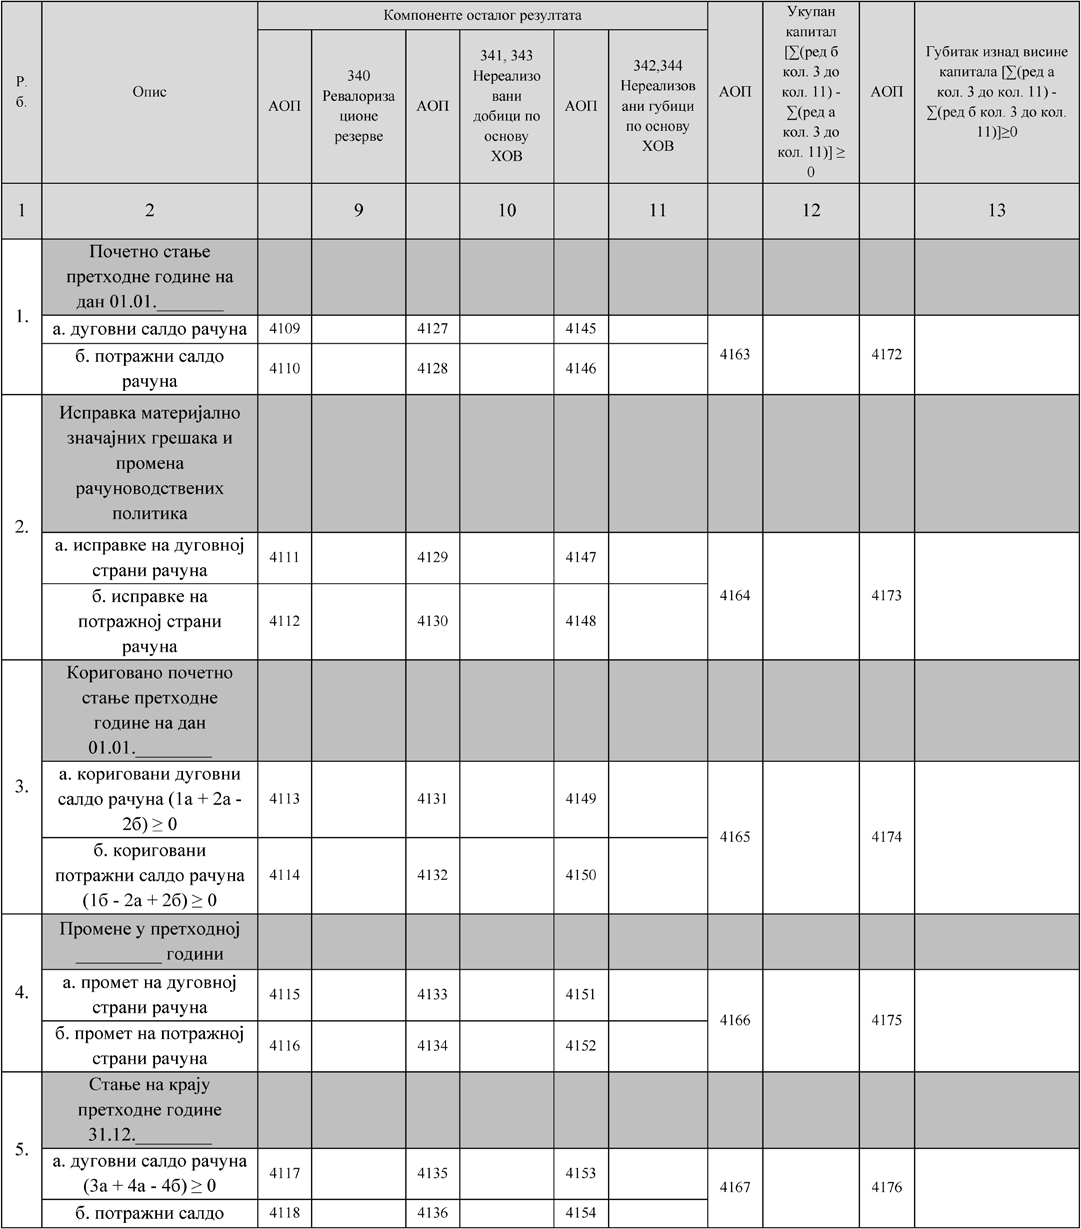 Р.
б.
Опис
Компоненте осталог резултата
АОП
340
Ревалориза
ционе
резерве
АОП
341, 343
Нереализо
вани
добици по
основу
ХОВ
АОП
342,344
Нереализов
ани губици
по основу
ХОВ
АОП
Укупан
капитал
[∑(ред б
кол. 3 до
кол. 11) -
∑(ред а
кол. 3 до
кол. 11)] ≥
0
АОП
Губитак изнад висине
капитала [∑(ред а
кол. 3 до кол. 11) -
∑(ред б кол. 3 до кол.
11)]≥0
1 2 9 10 11 12 13
1.
Почетно стање
претходне године на
дан 01.01.________
а. дуговни салдо рачуна 4109 4127 4145
4163 4172
б. потражни салдо
рачуна
4110 4128 4146
2.
Исправка материјално
значајних грешака и
промена
рачуноводствених
политика
а. исправке на дуговној
страни рачуна
4111 4129 4147
4164 4173
б. исправке на
потражној страни
рачуна
4112 4130 4148
3.
Кориговано почетно
стање претходне
године на дан
01.01.________
а. кориговани дуговни
салдо рачуна (1а + 2а -
2б) ≥ 0
4113 4131 4149
4165 4174
б. кориговани
потражни салдо рачуна
(1б - 2а + 2б) ≥ 0
4114 4132 4150
4.
Промене у претходној
_________ години
а. промет на дуговној
страни рачуна
4115 4133 4151
4166 4175
б. промет на потражној
страни рачуна
4116 4134 4152
5.
Стање на крају
претходне године
31.12.________
а. дуговни салдо рачуна
(3а + 4а - 4б) ≥ 0
4117 4135 4153
4167 4176
б. потражни салдо 4118 4136 4154